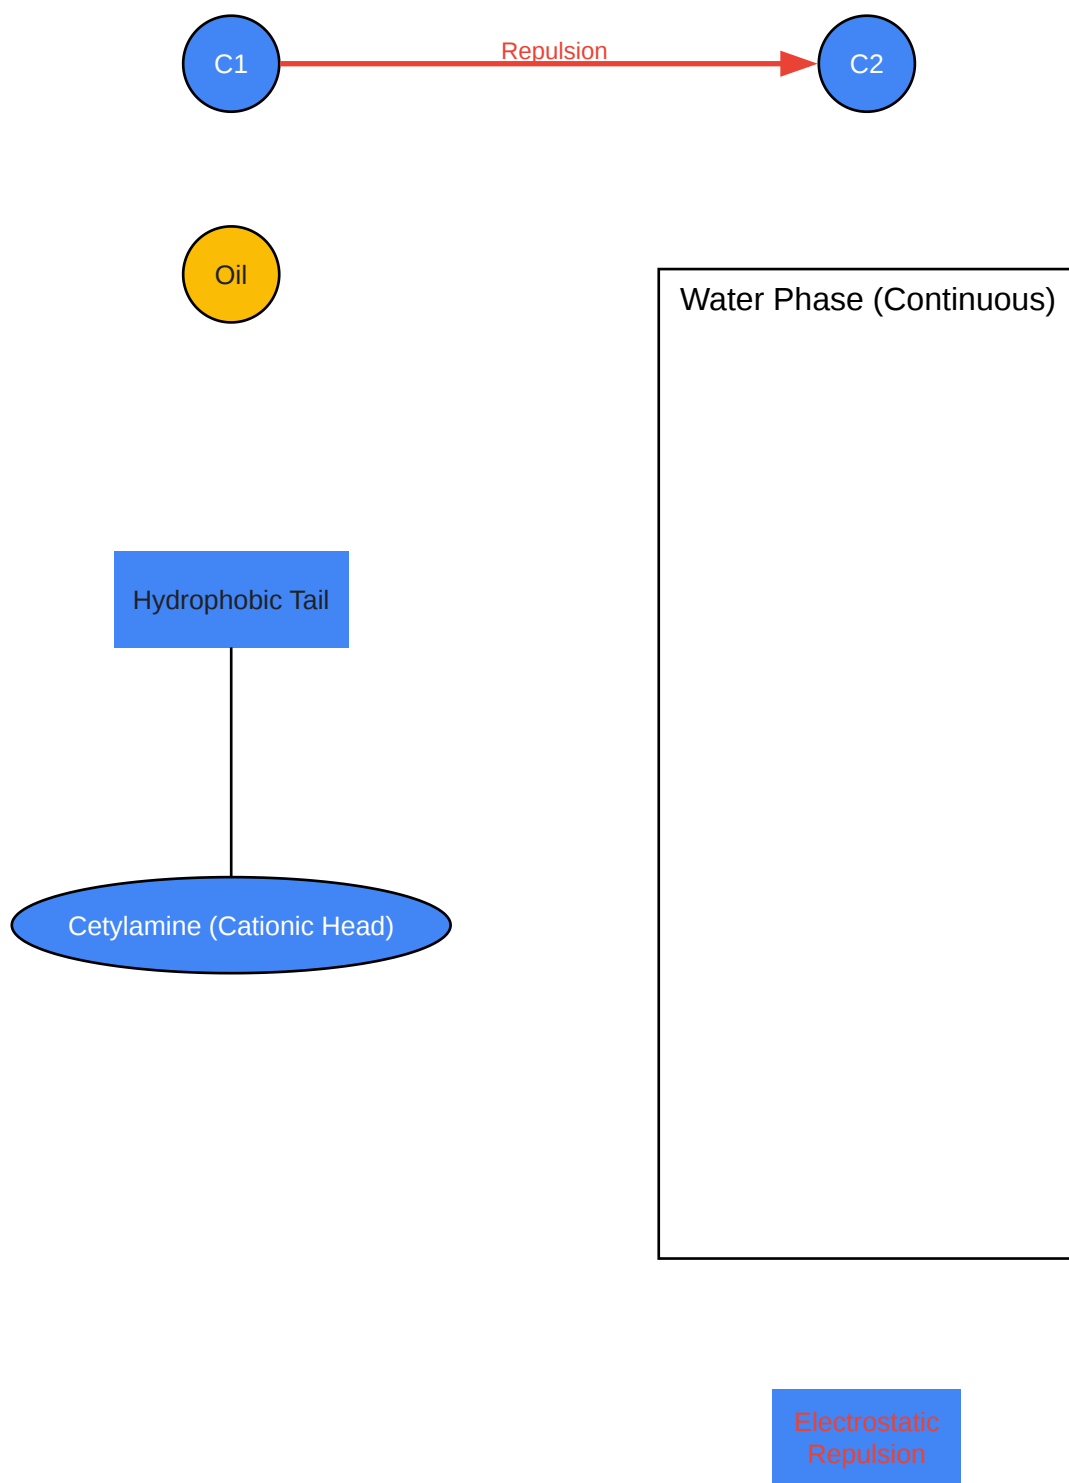 C1
Repulsion
C2
Oil
Water Phase (Continuous)
Hydrophobic Tail
Cetylamine (Cationic Head)
Electrostatic
Repulsion